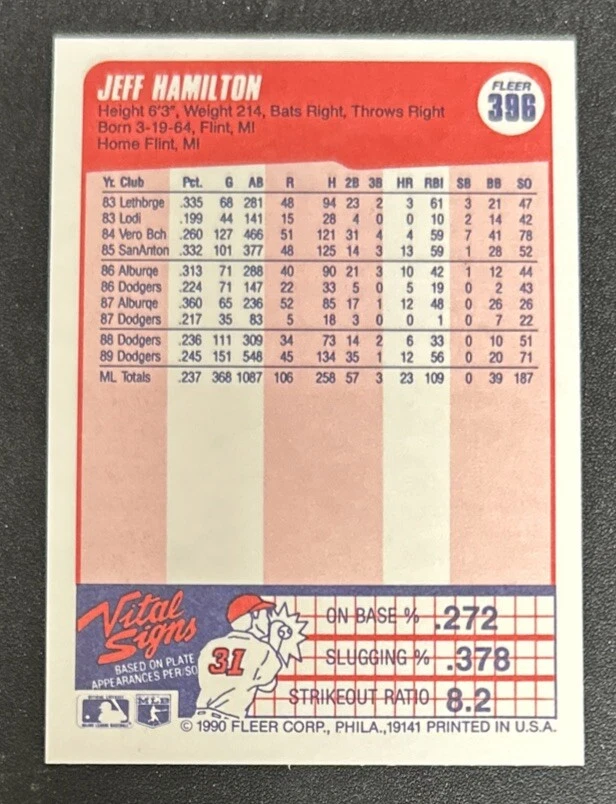 JEFF HAMILTON
FLEER
396
Height 6'3", Weight 214, Bats Right, Throws Right
Born 3-19-64, Flint, MI
Home Flint, MI
Yr. Club Pct. G AB R H 2B 3B HR RBI SB BB SO
83 Lethbrge .335 68 281 48 94 23 2 3 61 3 21 47
83 Lodi .199 44 141 15 28 4 0 0 10 2 14 42
84 Vero Bch .260 127 466 51 121 31 4 4 59 7 41 78
85 SanAnton .332 101 377 48 125 14 3 13 59 1 28 52
86 Alburqe .313 71 288 40 90 21 3 10 42 1 12 44
86 Dodgers .224 71 147 22 33 5 0 5 19 0 2 43
87 Alburqe .360 65 236 52 85 17 1 12 48 0 26 26
87 Dodgers .217 35 83 5 18 3 0 0 1 0 7 22
88 Dodgers .236 111 309 34 73 14 2 6 33 0 10 51
89 Dodgers .245 151 548 45 134 35 1 12 56 0 20 71
ML Totals .237 368 1087 106 258 57 3 23 109 0 39 187
Vital
Signs
BASED ON PLATE
APPEARANCES PER/SO
31
ON BASE % .272
SLUGGING % .378
STRIKEOUT RATIO 8.2
MLB
© 1990 FLEER CORP., PHILA.,19141 PRINTED IN U.S.A.